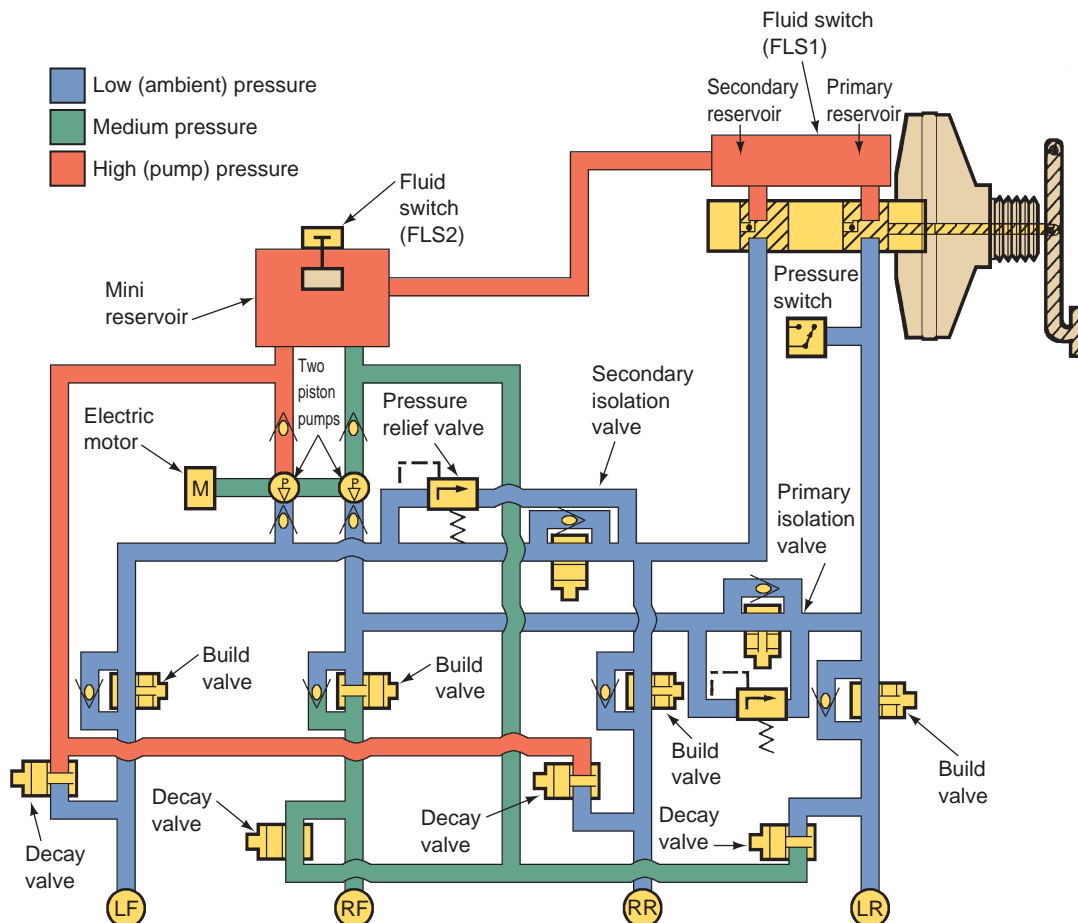 Low (ambient) pressure
Medium pressure
High (pump) pressure
Fluid switch
(FLS1)
Secondary
reservoir
Primary
reservoir
Fluid
switch
(FLS2)
Mini
reservoir
Pressure
switch
Two
piston
pumps
Electric
motor
Pressure
relief valve
Secondary
isolation
valve
Primary
isolation
valve
M
P
P
Build
valve
Build
valve
Build
valve
Build
valve
Decay
valve
Decay
valve
Decay
valve
Decay
valve
LF
RF
RR
LR